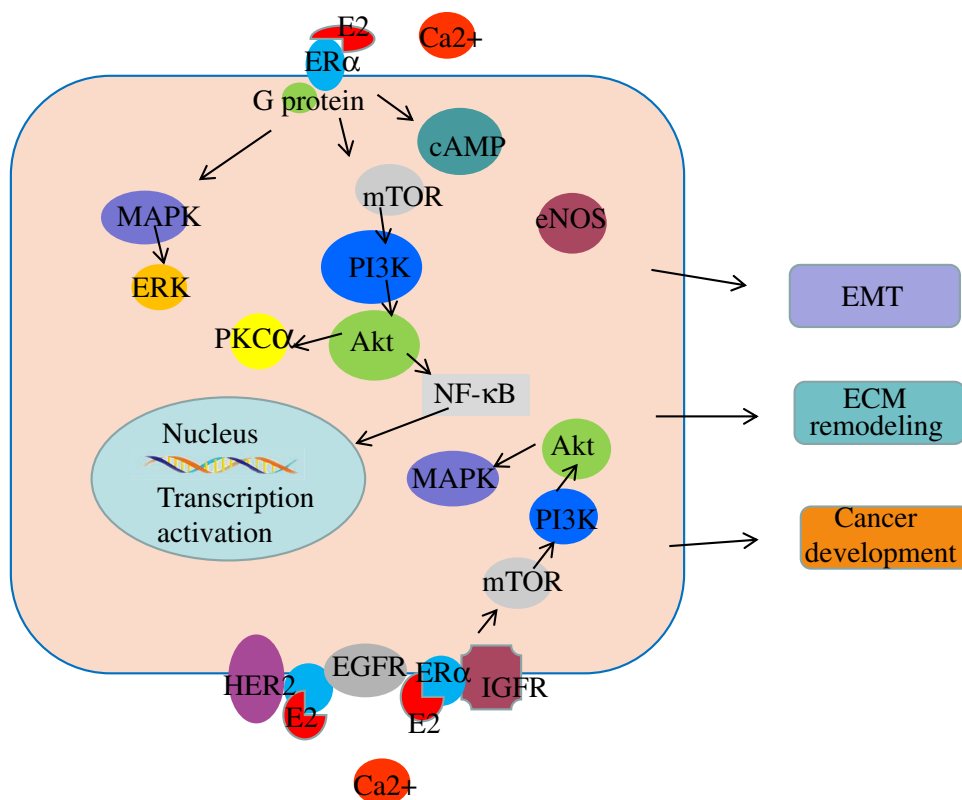 E2
Ca2+
ERα
G protein
cAMP
mTOR
MAPK
eNOS
PI3K
ERK
EMT
PKCα
Akt
NF-κB
ECM
remodeling
Nucleus
Akt
MAPK
Transcription
activation
PI3K
Cancer
development
mTOR
HER2
EGFR
ERα
IGFR
E2
E2
Ca2+